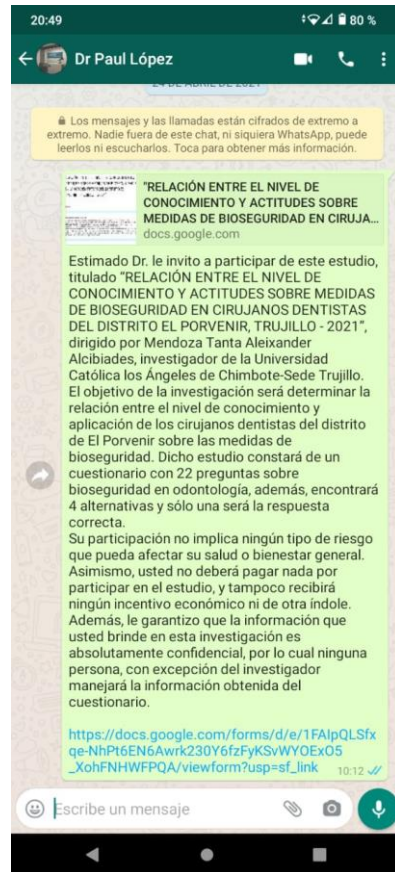 20:49
80 %
Dr Paul López
24 DE ABRIL DE 2021
Los mensajes y las llamadas están cifrados de extremo a
extremo. Nadie fuera de este chat, ni siquiera WhatsApp, puede
leerlos ni escucharlos. Toca para obtener más información.
"RELACIÓN ENTRE EL NIVEL DE
CONOCIMIENTO Y ACTITUDES SOBRE
MEDIDAS DE BIOSEGURIDAD EN CIRUJA...
docs.google.com
Estimado Dr. le invito a participar de este estudio,
titulado "RELACIÓN ENTRE EL NIVEL DE
CONOCIMIENTO Y ACTITUDES SOBRE MEDIDAS
DE BIOSEGURIDAD EN CIRUJANOS DENTISTAS
DEL DISTRITO EL PORVENIR, TRUJILLO - 2021",
dirigido por Mendoza Tanta Aleixander
Alcibiades, investigador de la Universidad
Católica los Ángeles de Chimbote-Sede Trujillo.
El objetivo de la investigación será determinar la
relación entre el nivel de conocimiento y
aplicación de los cirujanos dentistas del distrito
de El Porvenir sobre las medidas de
bioseguridad. Dicho estudio constará de un
cuestionario con 22 preguntas sobre
bioseguridad en odontología, además, encontrará
4 alternativas y sólo una será la respuesta
correcta.
Su participación no implica ningún tipo de riesgo
que pueda afectar su salud o bienestar general.
Asimismo, usted no deberá pagar nada por
participar en el estudio, y tampoco recibirá
ningún incentivo económico ni de otra índole.
Además, le garantizo que la información que
usted brinde en esta investigación es
absolutamente confidencial, por lo cual ninguna
persona, con excepción del investigador
manejará la información obtenida del
cuestionario.
https://docs.google.com/forms/d/e/1FAIpQLSfx
qe-NhPt6EN6Awrk230Y6fzFyKSvWYOExO5
_XohFNHWFPQA/viewform?usp=sf_link
10:12
Escribe un mensaje